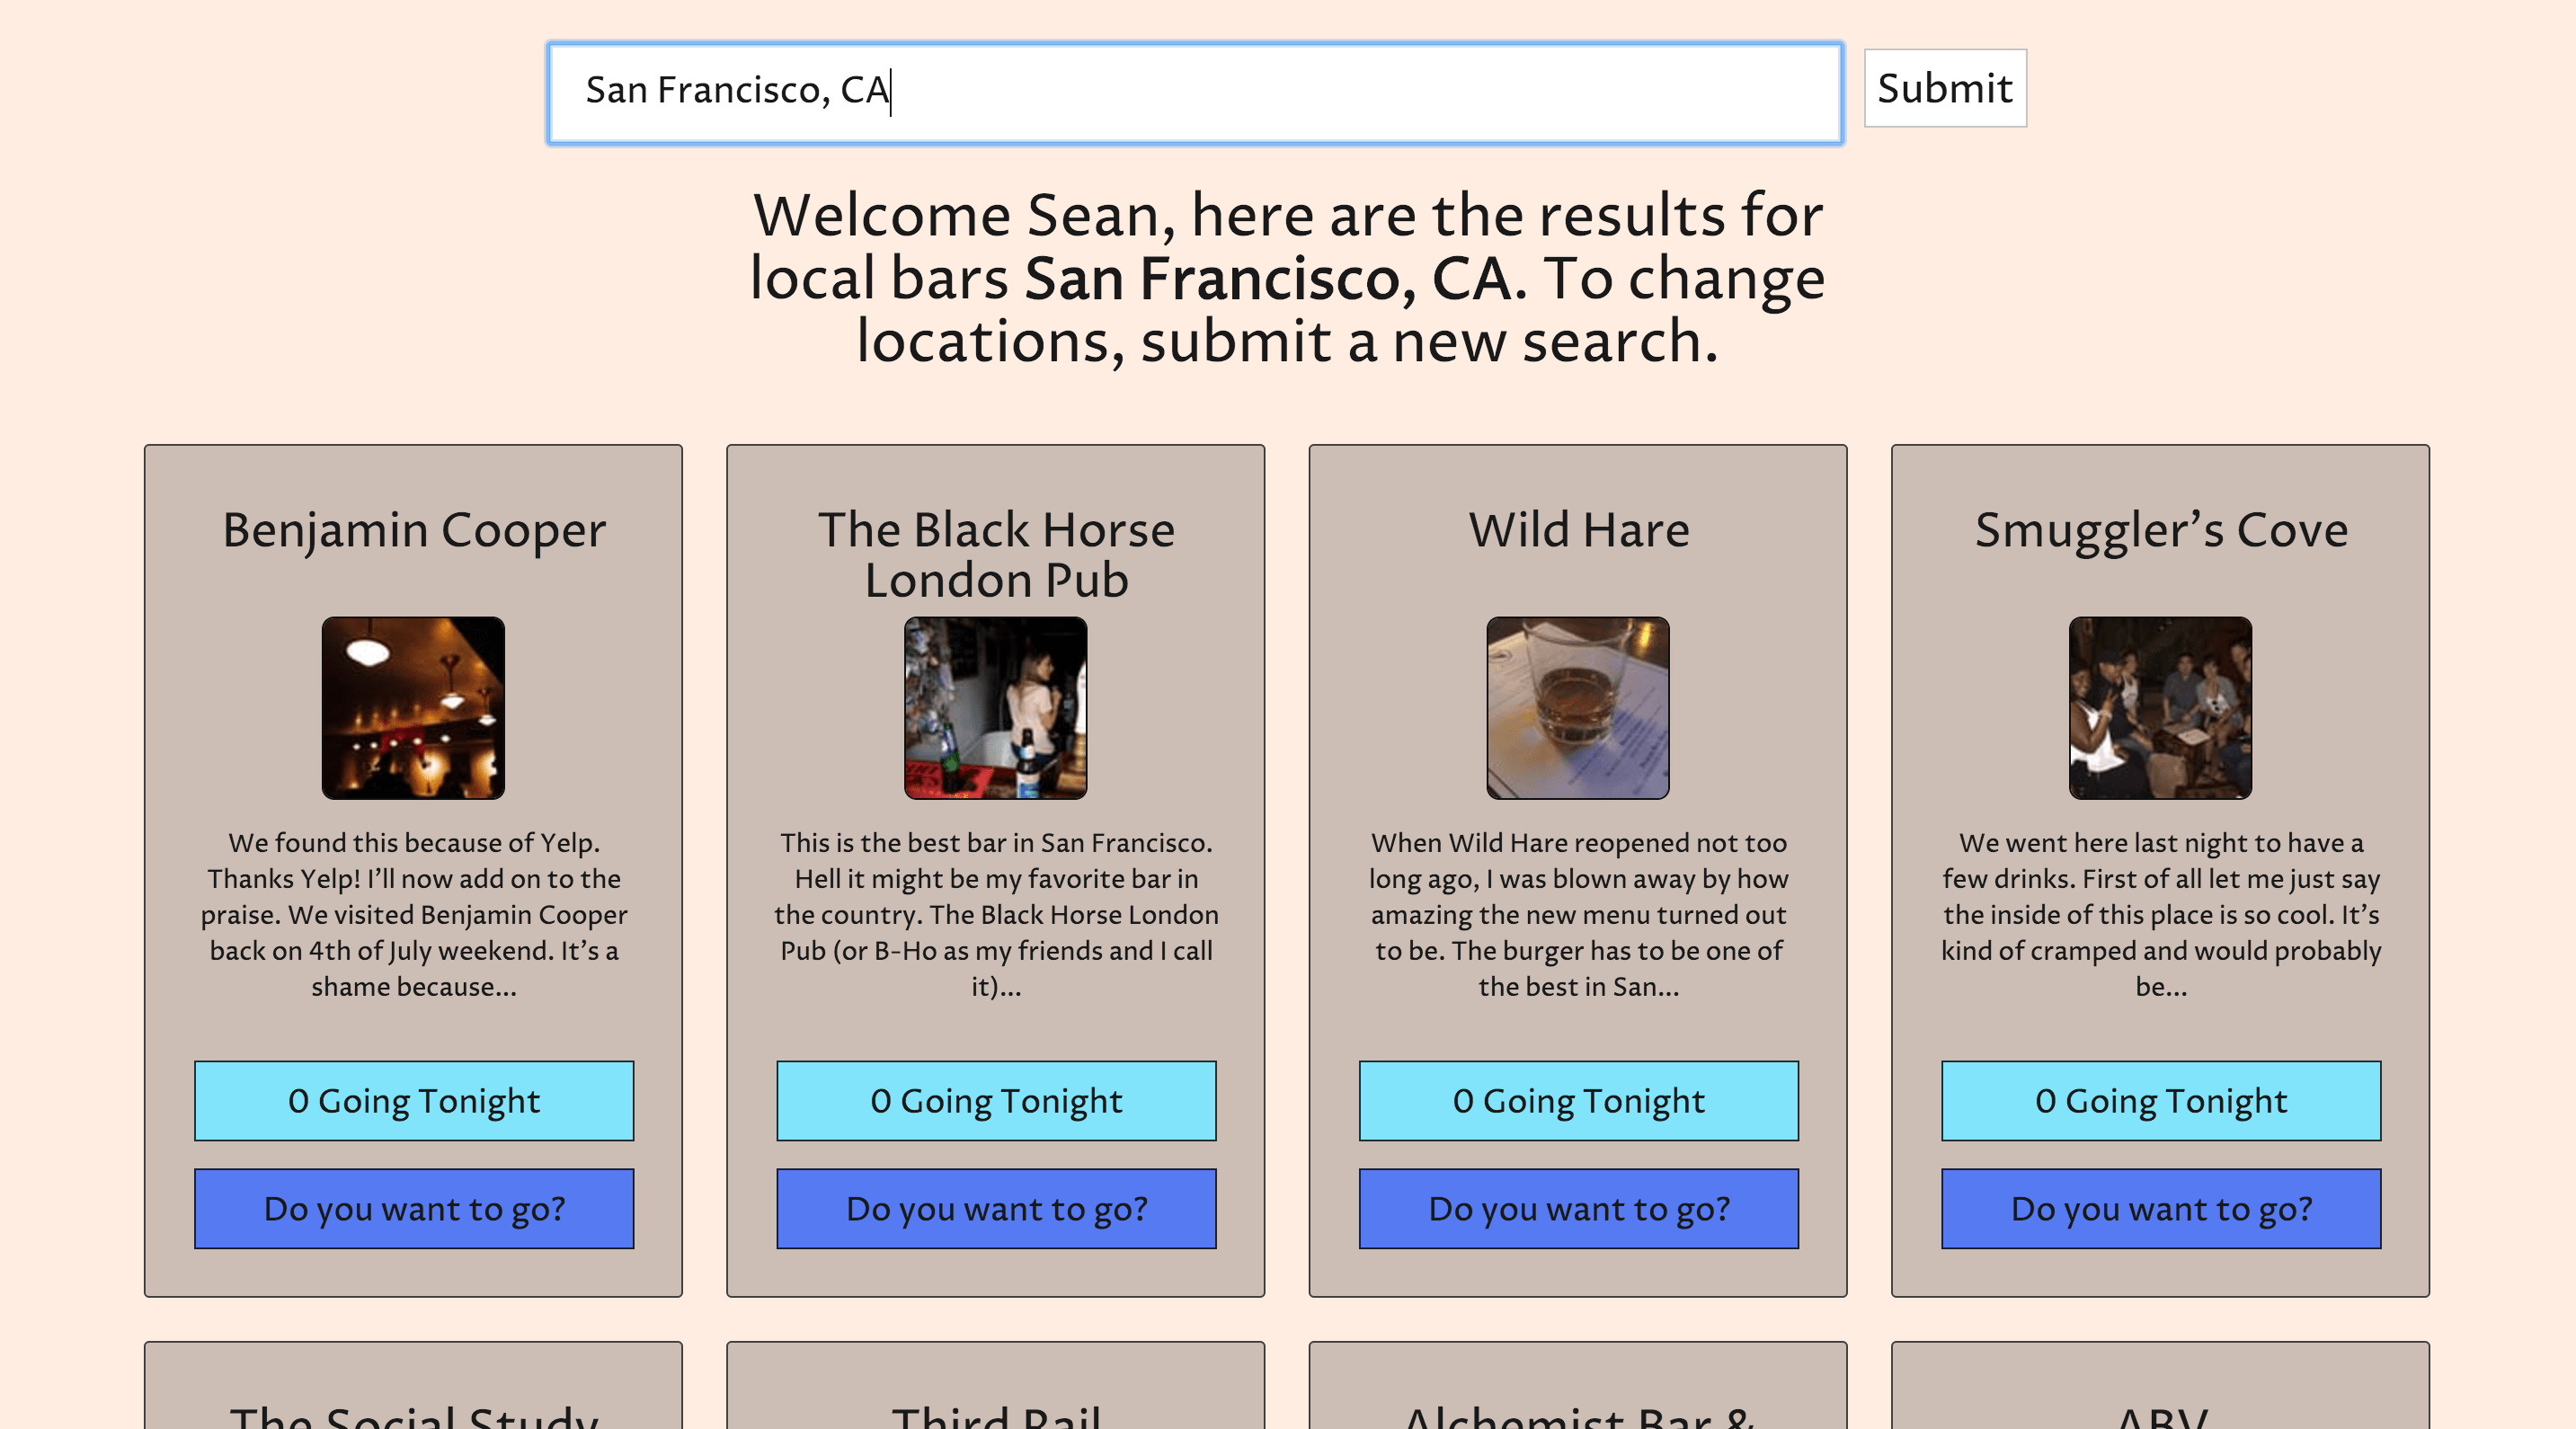 San Francisco, CA
Submit
Welcome Sean, here are the results for
local bars San Francisco, CA. To change
locations, submit a new search.
Benjamin Cooper
We found this because of Yelp.
Thanks Yelp! I’ll now add on to the
praise. We visited Benjamin Cooper
back on 4th of July weekend. It’s a
shame because...
0 Going Tonight
Do you want to go?
The Black Horse
London Pub
This is the best bar in San Francisco.
Hell it might be my favorite bar in
the country. The Black Horse London
Pub (or B-Ho as my friends and I call
it)...
0 Going Tonight
Do you want to go?
Wild Hare
When Wild Hare reopened not too
long ago, I was blown away by how
amazing the new menu turned out
to be. The burger has to be one of
the best in San...
0 Going Tonight
Do you want to go?
Smuggler’s Cove
We went here last night to have a
few drinks. First of all let me just say
the inside of this place is so cool. It’s
kind of cramped and would probably
be...
0 Going Tonight
Do you want to go?
The Social Study
Third Rail
Alchemist Bar &
ABV